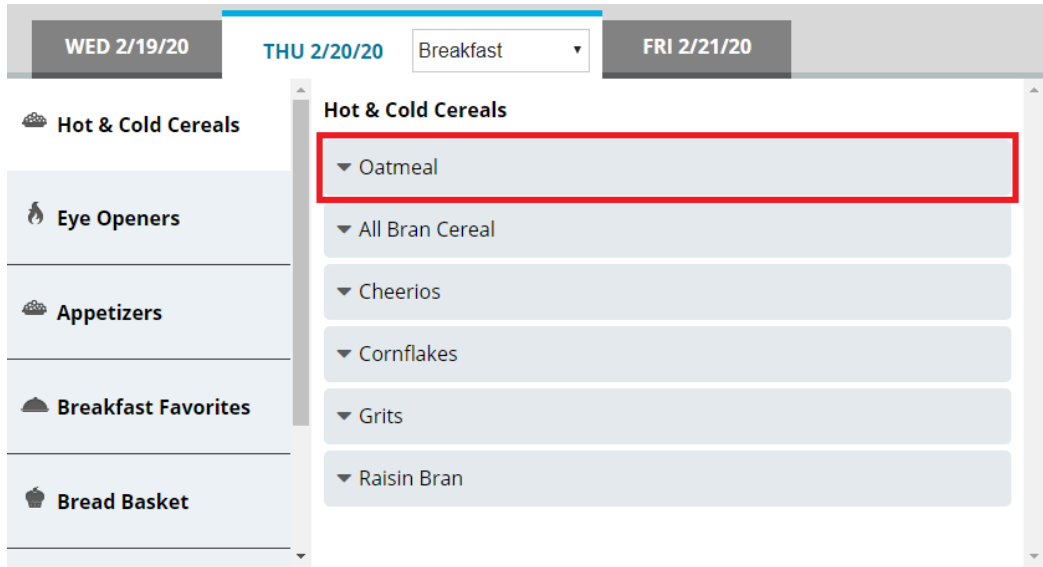 WED 2/19/20
THU 2/20/20
Breakfast
FRI 2/21/20
Hot & Cold Cereals
Eye Openers
Appetizers
Breakfast Favorites
Bread Basket
Hot & Cold Cereals
Oatmeal
All Bran Cereal
Cheerios
Cornflakes
Grits
Raisin Bran